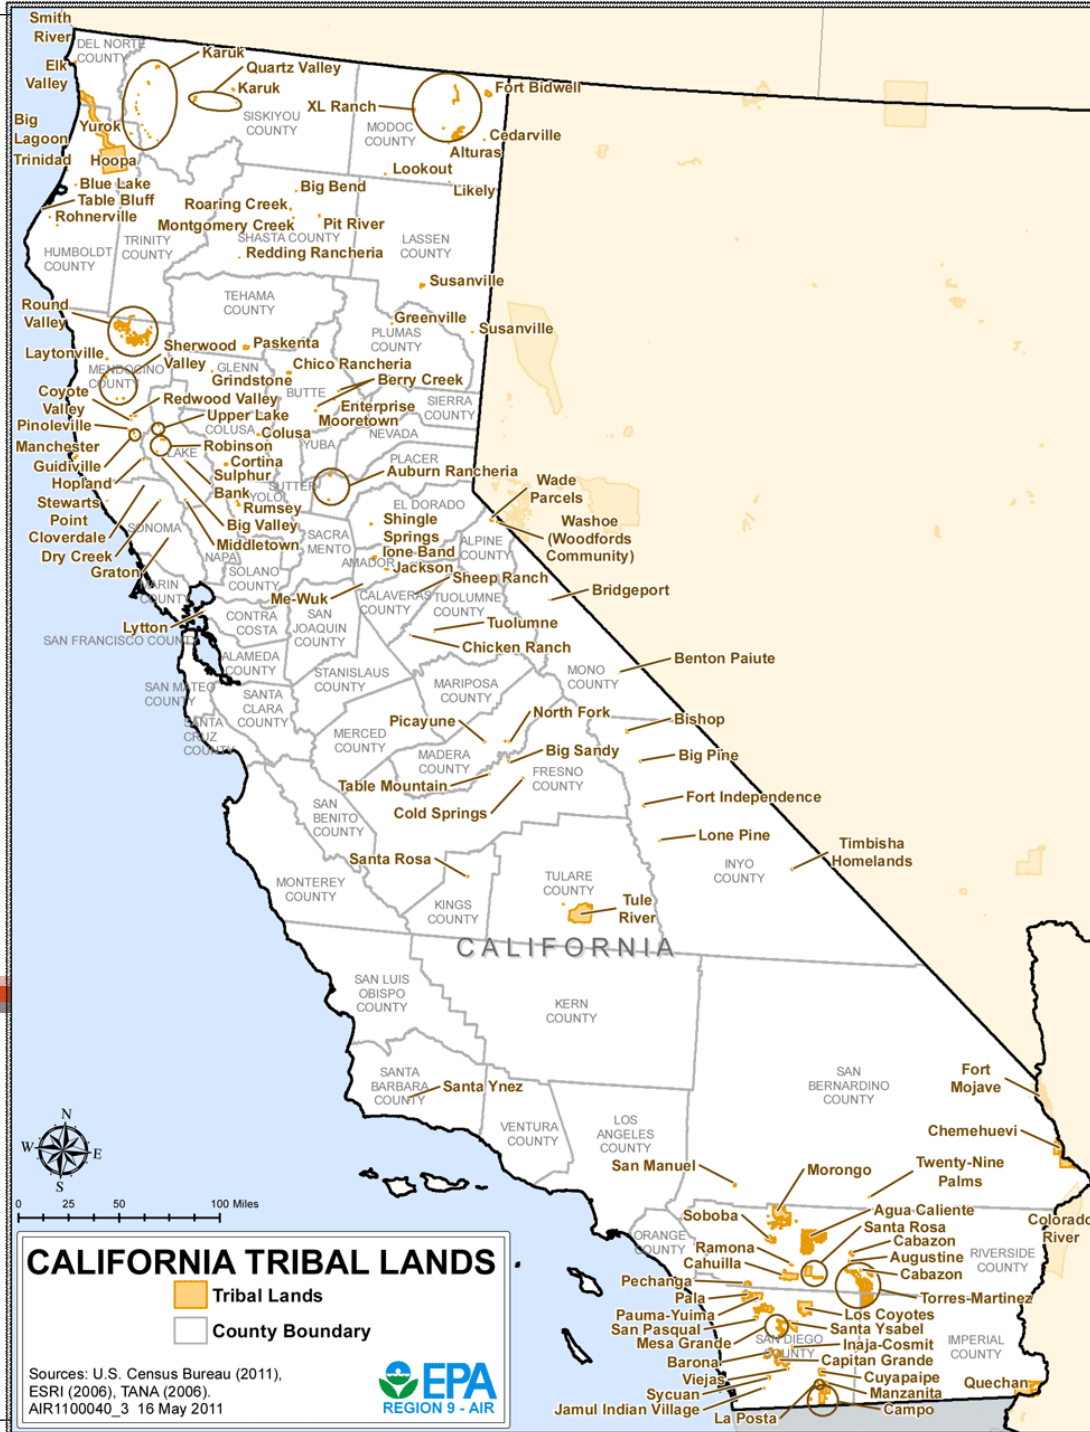 Smith
River
DEL NORTE
COUNTY
Elk
Valley
Karuk
Quartz Valley
Karuk
SISKIYOU
COUNTY
XL Ranch
Fort Bidwell
MODOC
COUNTY
Cedarville
Alturas
Lookout
Likely
Big
Lagoon
Trinidad
Yurok
Hoopa
Blue Lake
Table Bluff
Rohnerville
Big Bend
Roaring Creek
Montgomery Creek
Pit River
SHASTA COUNTY
Redding Rancheria
HUMBOLDT
COUNTY
TRINITY
COUNTY
LASSEN
COUNTY
Susanville
TEHAMA
COUNTY
Round
Valley
Greenville
PLUMAS
COUNTY
Susanville
Laytonville
Sherwood
Valley
Paskenta
MENDOCINO
COUNTY
GLENN
Grindstone
Chico Rancheria
BUTTE
Berry Creek
Coyote
Valley
Redwood Valley
Enterprise
Mooretown
SIERRA
COUNTY
Pinoleville
Upper Lake
COLUSA
Colusa
YUBA
NEVADA
Manchester
Robinson
LAKE
PLACER
Guidiville
Cortina
Auburn Rancheria
Hopland
Sulphur
Bank
SUTTER
YOLO
Rumsey
Stewarts
Point
Big Valley
EL DORADO
Wade
Parcels
Cloverdale
SONOMA
Middletown
Shingle
Springs
Washoe
(Woodfords
Community)
Dry Creek
NAPA
SACRA
MENTO
Ione Band
AMADOR
Jackson
ALPINE
COUNTY
Graton
SOLANO
COUNTY
Sheep Ranch
MARIN
COUNTY
Me-Wuk
CALAVERAS
COUNTY
TUOLUMNE
COUNTY
Bridgeport
Lytton
CONTRA
COSTA
SAN
JOAQUIN
COUNTY
Tuolumne
SAN FRANCISCO COUNTY
Chicken Ranch
ALAMEDA
COUNTY
STANISLAUS
COUNTY
MONO
COUNTY
Benton Paiute
SAN MATEO
COUNTY
SANTA
CLARA
COUNTY
MARIPOSA
COUNTY
SANTA
CRUZ
COUNTY
Picayune
North Fork
Bishop
MERCED
COUNTY
MADERA
COUNTY
Big Sandy
Big Pine
Table Mountain
FRESNO
COUNTY
Cold Springs
Fort Independence
SAN
BENITO
COUNTY
Lone Pine
Timbisha
Homelands
Santa Rosa
INYO
COUNTY
MONTEREY
COUNTY
TULARE
COUNTY
KINGS
COUNTY
Tule
River
CALIFORNIA
SAN LUIS
OBISPO
COUNTY
KERN
COUNTY
SANTA
BARBARA
COUNTY
Santa Ynez
SAN
BERNARDINO
COUNTY
Fort
Mojave
VENTURA
COUNTY
LOS
ANGELES
COUNTY
Chemehuevi
San Manuel
Morongo
Twenty-Nine
Palms
Soboba
Agua Caliente
Santa Rosa
Colorado
River
ORANGE
COUNTY
Ramona
Cabazon
Cahuilla
Augustine
RIVERSIDE
COUNTY
Pechanga
Cabazon
Pala
Torres-Martinez
Pauma-Yuima
Los Coyotes
San Pasqual
Santa Ysabel
Mesa Grande
SAN DIEGO
COUNTY
Inaja-Cosmit
IMPERIAL
COUNTY
Barona
Capitan Grande
Viejas
Cuyapaipe
Quechan
Sycuan
Manzanita
Jamul Indian Village
Campo
La Posta
N
W
E
S
0 25 50 100 Miles
CALIFORNIA TRIBAL LANDS
Tribal Lands
County Boundary
Sources: U.S. Census Bureau (2011),
ESRI (2006), TANA (2006).
AIR1100040_3 16 May 2011
EPA
REGION 9 - AIR